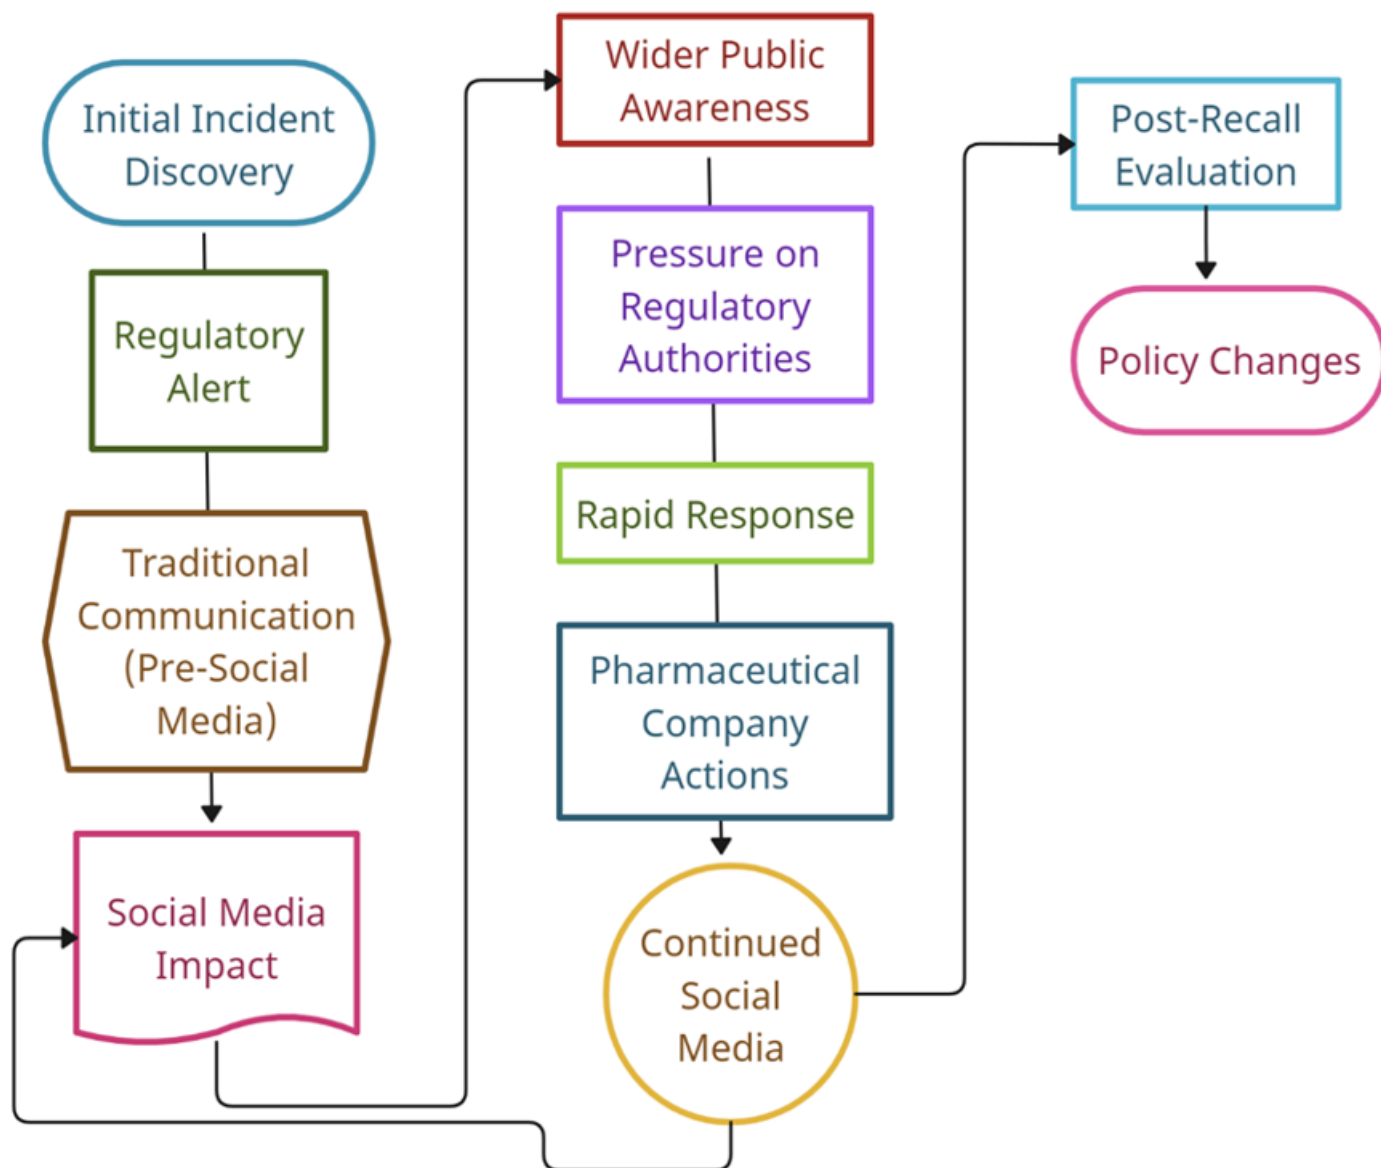 Initial Incident
Discovery
Regulatory
Alert
Traditional
Communication
(Pre-Social
Media)
Social Media
Impact
Wider Public
Awareness
Pressure on
Regulatory
Authorities
Rapid Response
Pharmaceutical
Company
Actions
Continued
Social
Media
Post-Recall
Evaluation
Policy Changes